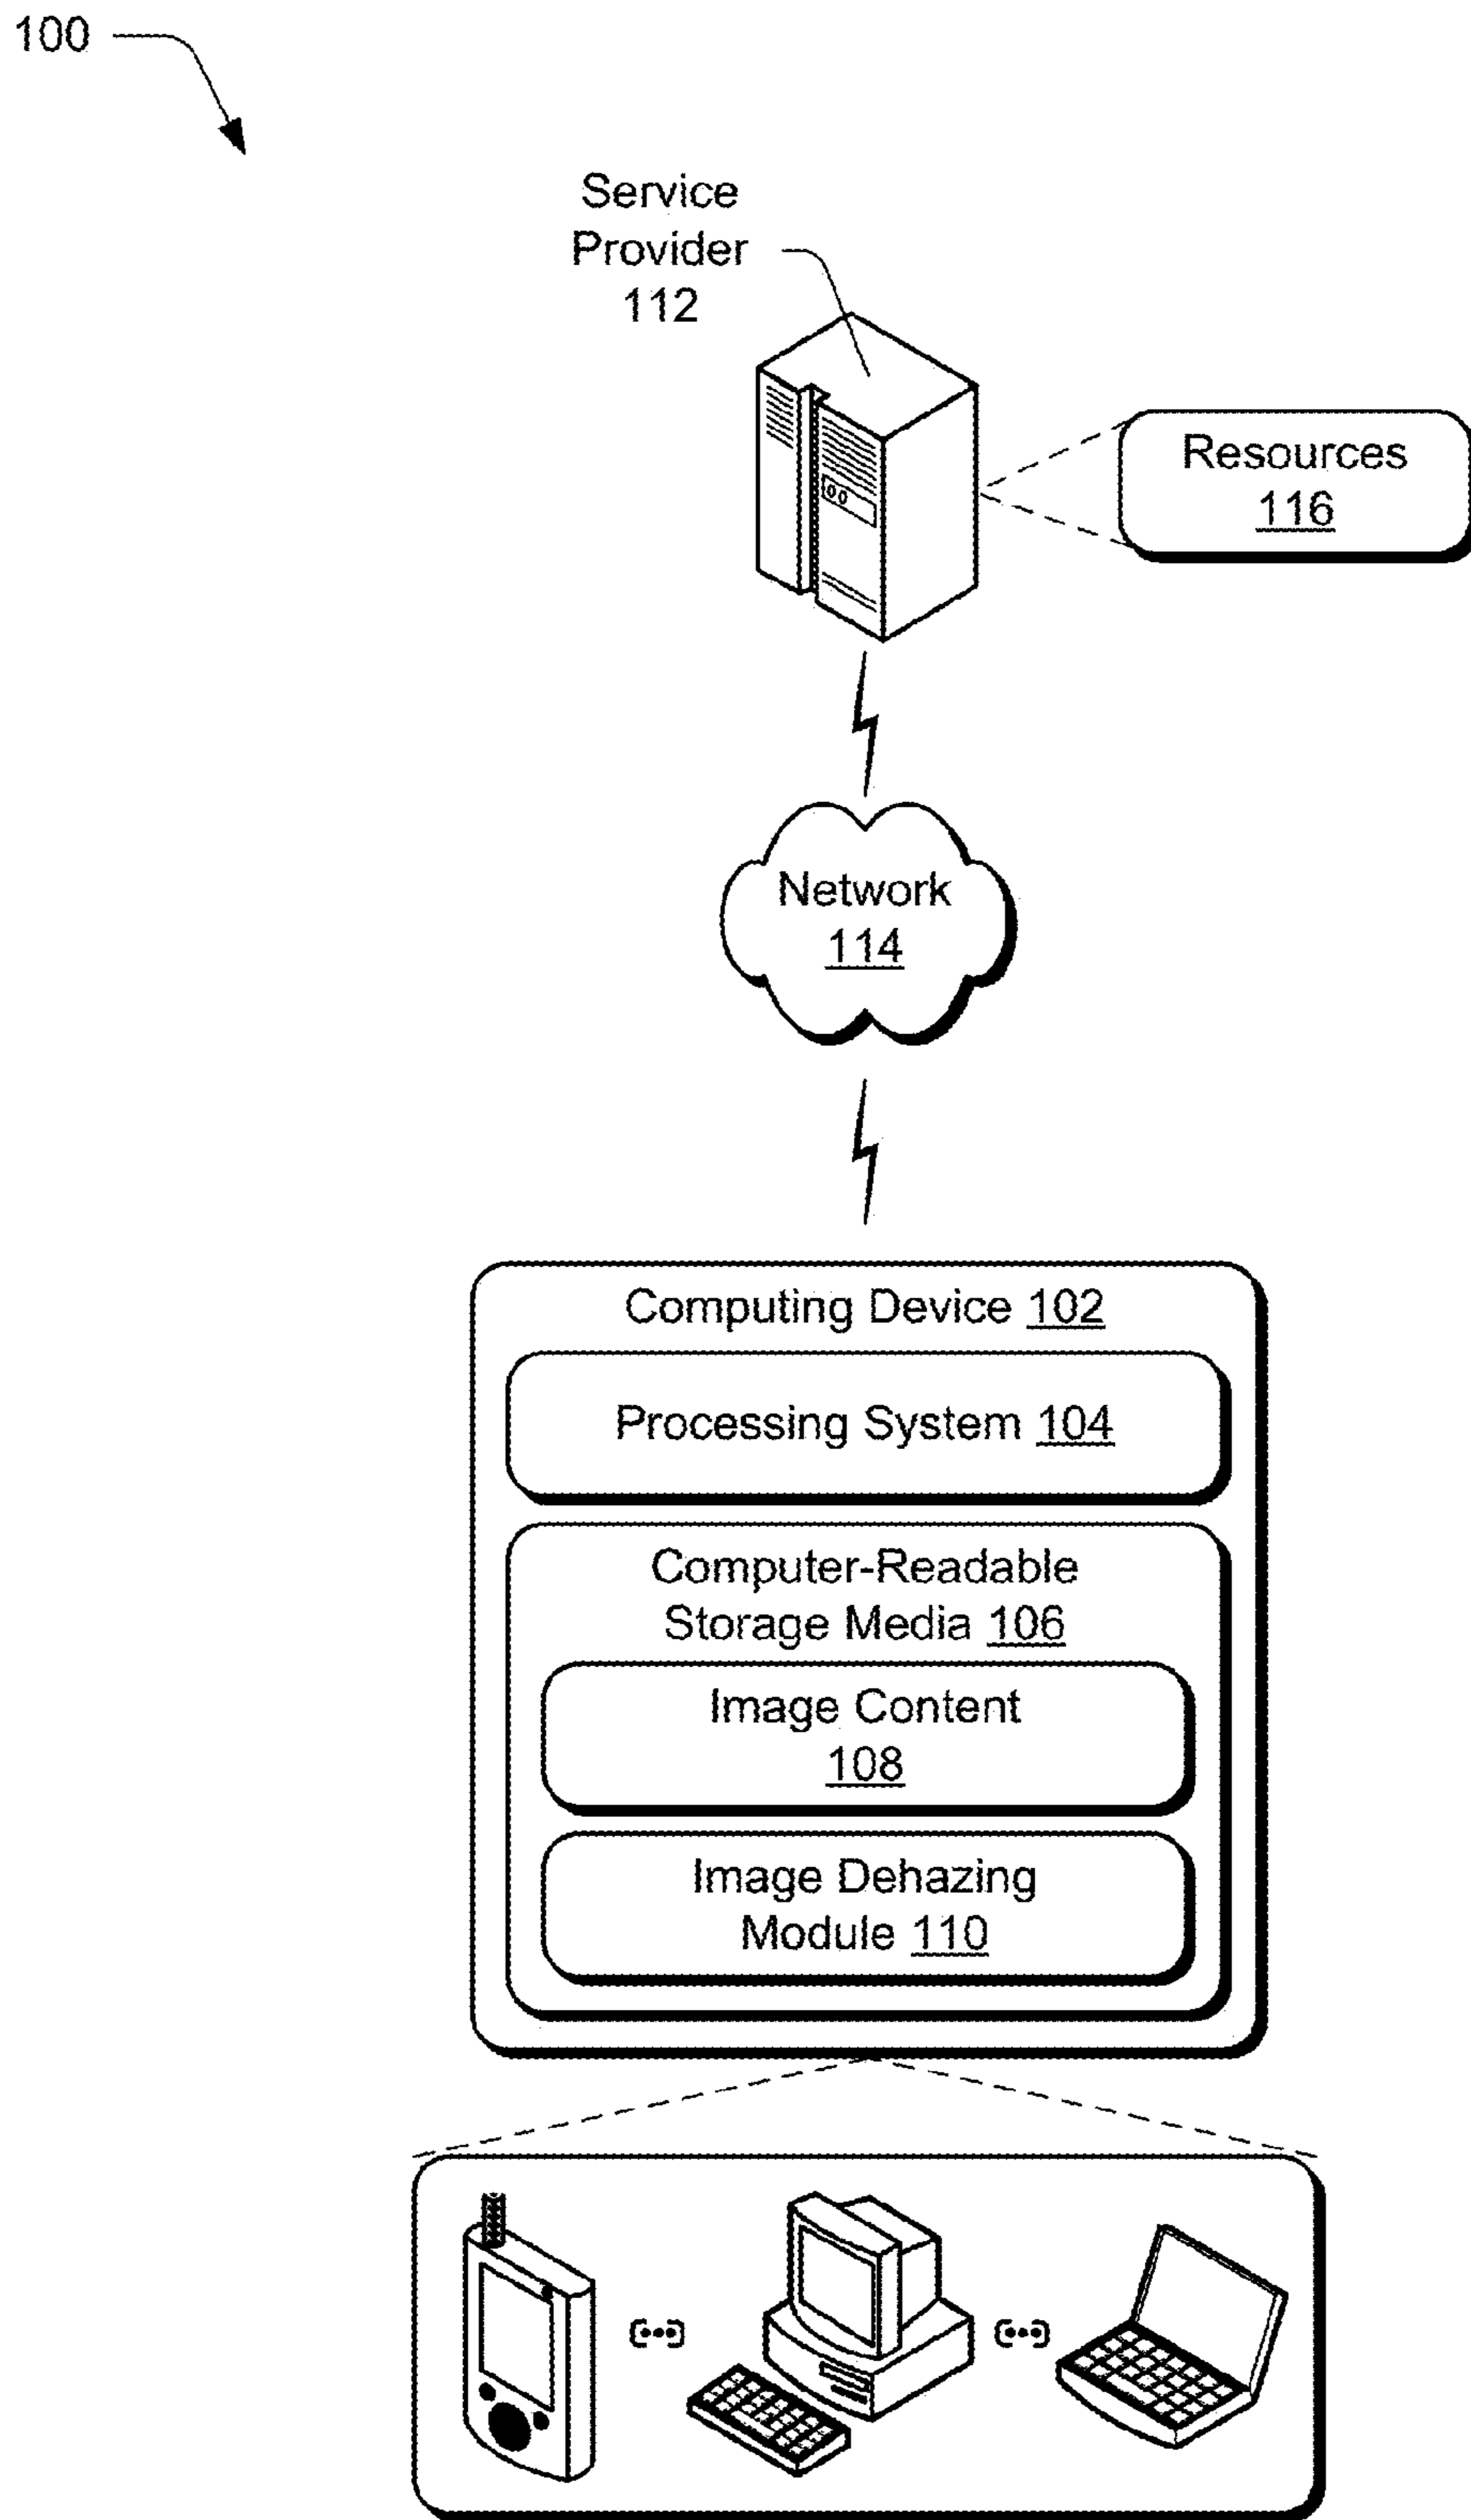 100
Service
Provider
112
Resources
116
Network
114
Computing Device 102
Processing System 104
Computer-Readable
Storage Media 106
Image Content
108
Image Dehazing
Module 110